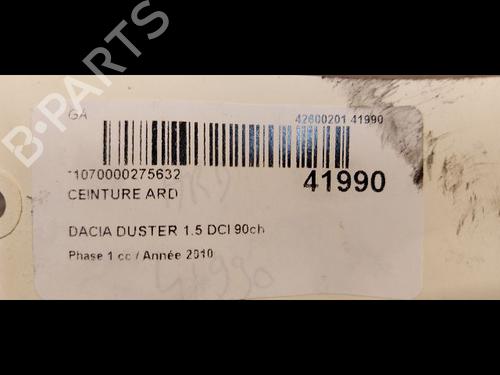 GA
42600201 41990
*1070000275632
41990
CEINTURE ARD
DACIA DUSTER 1.5 DCI 90ch
Phase 1 cc / Année 2010
41990
B-PARTS